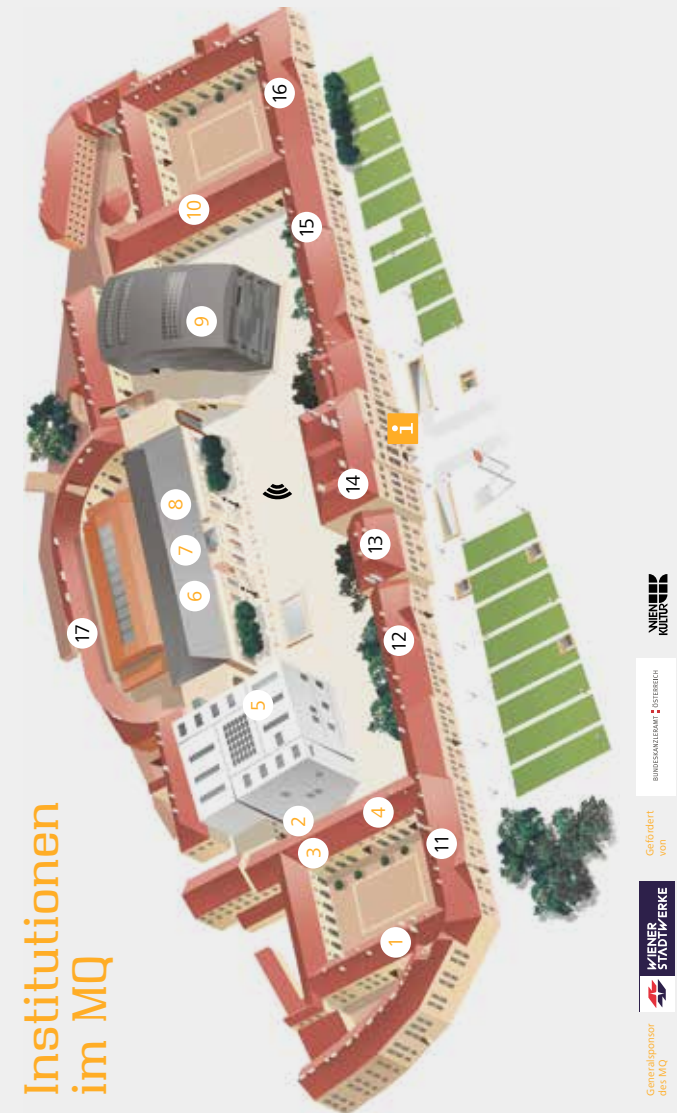 Institutionen
im MQ
1
2
3
4
5
6
7
8
9
10
11
12
13
14
15
16
17
i
Generalsponsor
des MQ
WIENER
STADTWERKE
Gefördert
von
BUNDESKANZLERAMT ÖSTERREICH
WIEN
KULTUR